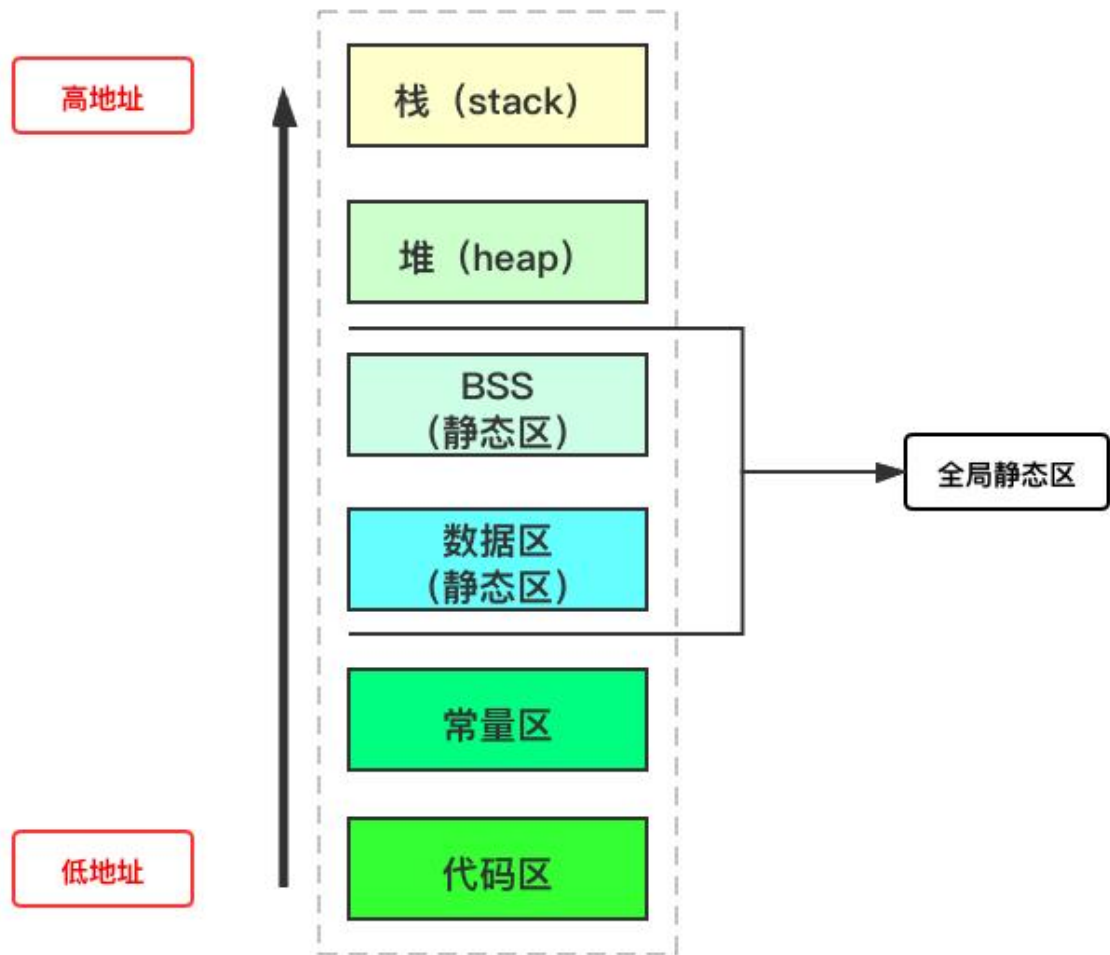 高地址
栈（stack）
堆（heap）
BSS
（静态区）
全局静态区
数据区
（静态区）
常量区
低地址
代码区